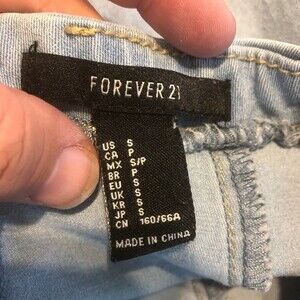 FOREVER 21
US S
CA P
MX S/P
BR P
EU S
UK S
KR S
JP S
CN 160/66A
MADE IN CHINA